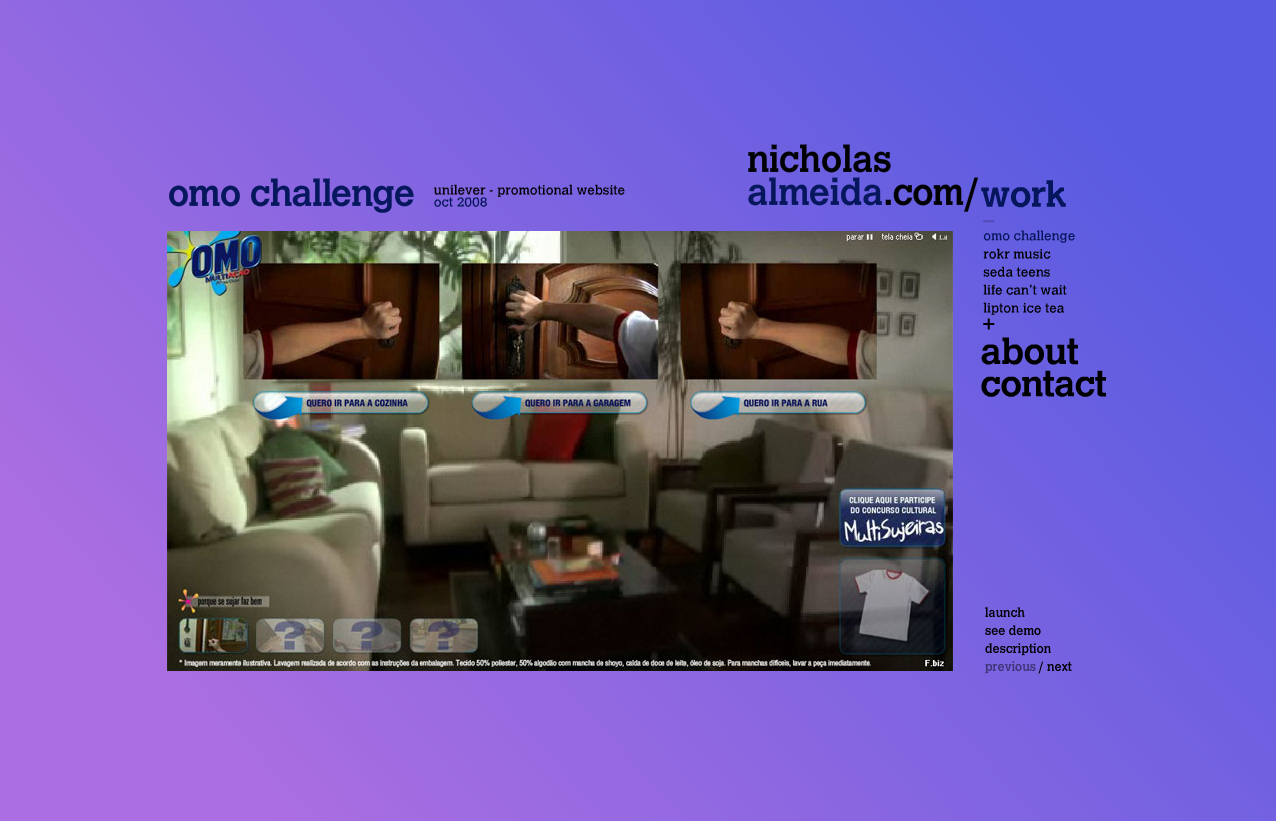 nicholas
almeida.com/work
omo challenge
unilever - promotional website
oct 2008
omo challenge
rokr music
seda teens
life can't wait
lipton ice tea
+
about
contact
parar
tela cheia
OMO
MULTIAÇÃO
QUERO IR PARA A COZINHA
QUERO IR PARA A GARAGEM
QUERO IR PARA A RUA
CLIQUE AQUI E PARTICIPE
DO CONCURSO CULTURAL
MultiSujeiras
porque se sujar faz bem
? ? ?
* Imagem meramente ilustrativa. Lavagem realizada de acordo com as instruções da embalagem. Tecido 50% poliester, 50% algodão com mancha de shoyo, calda de doce de leite, óleo de soja. Para manchas difíceis, lavar a peça imediatamente.
F.biz
launch
see demo
description
previous / next